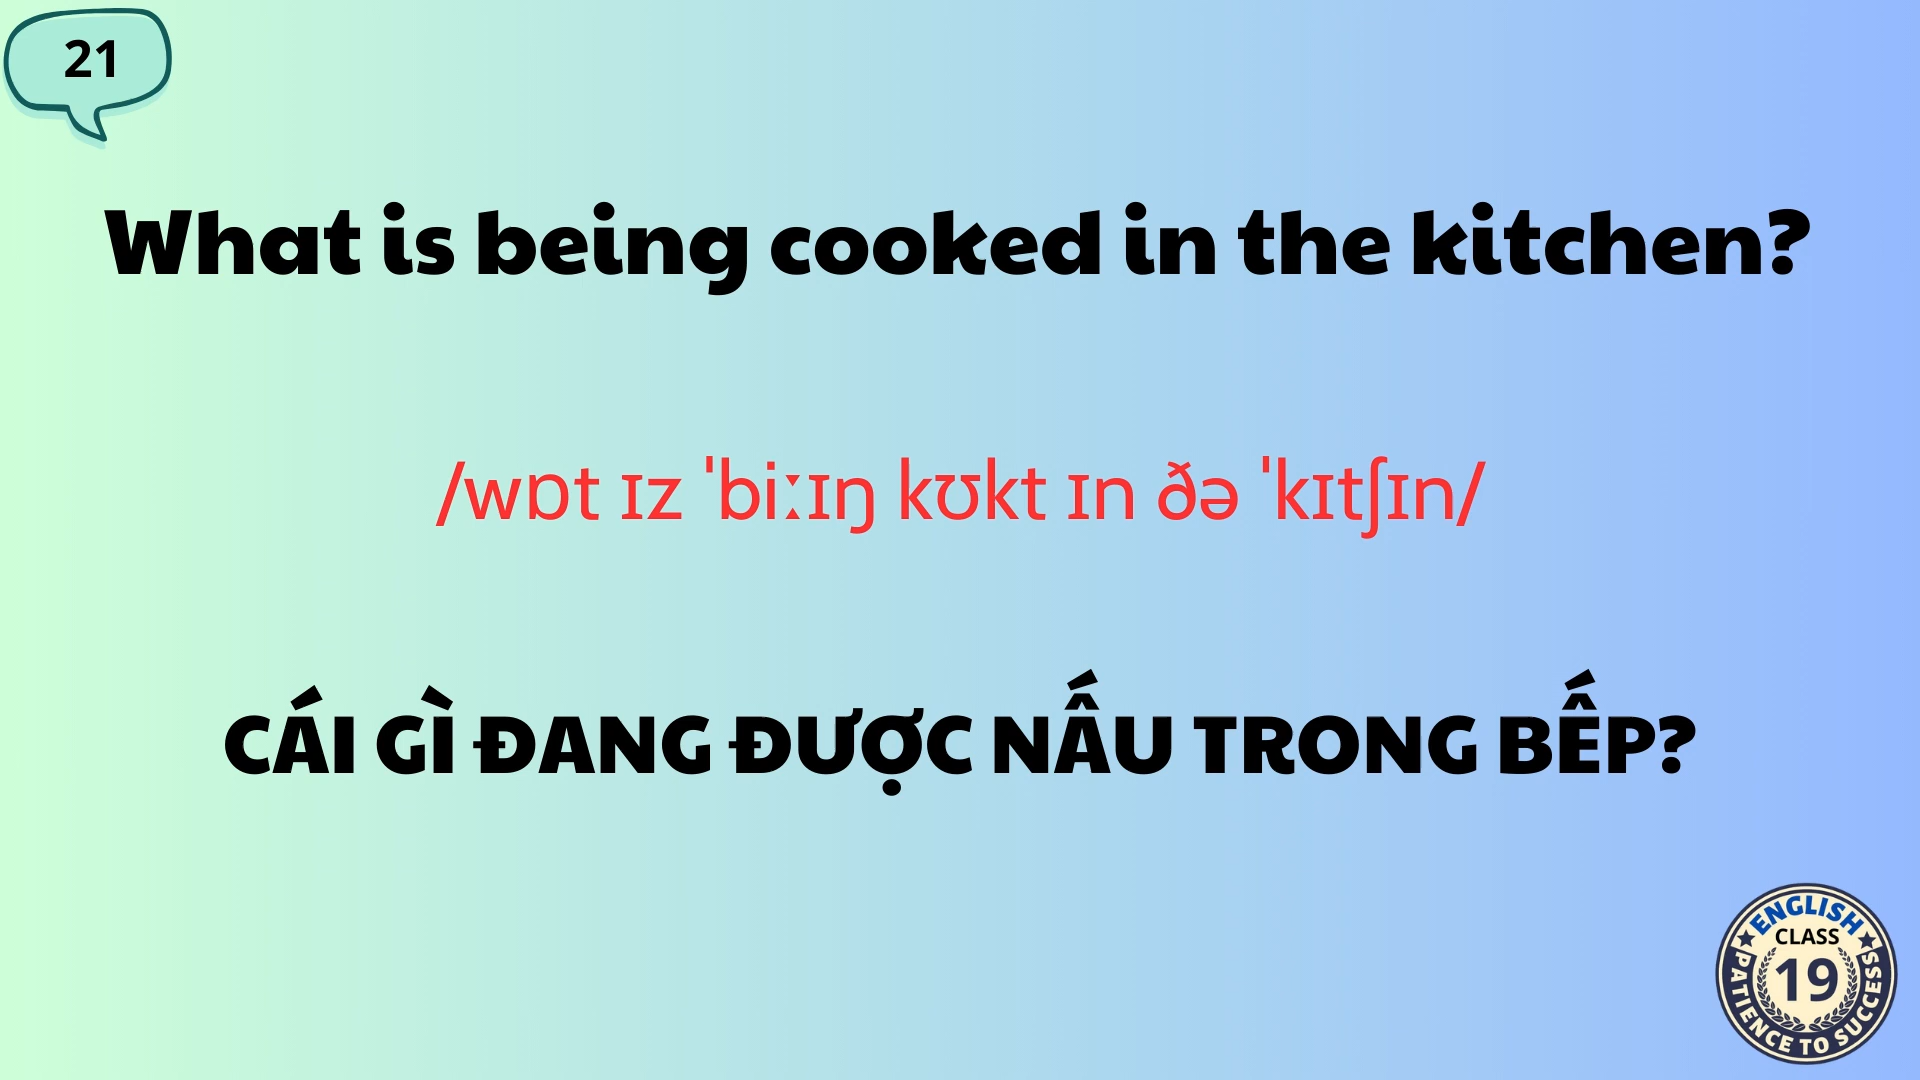 21
What is being cooked in the kitchen?
/wɒt ɪz ˈbiːɪŋ kʊkt ɪn ðə ˈkɪtʃɪn/
CÁI GÌ ĐANG ĐƯỢC NẤU TRONG BẾP?
ENGLISH
CLASS
19
PATIENCE TO SUCCESS